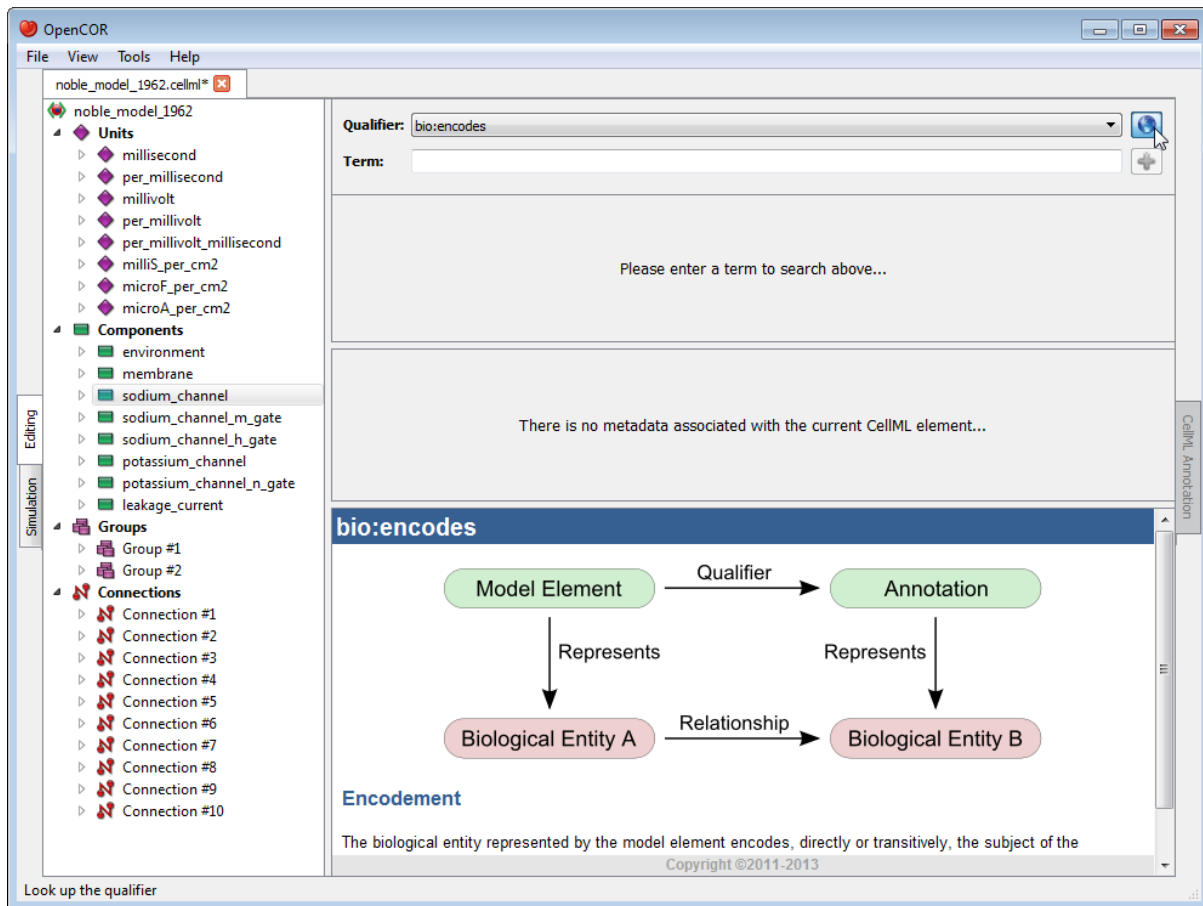 OpenCOR
File View Tools Help
noble_model_1962.cellml*
noble_model_1962
Units
millisecond
per_millisecond
millivolt
per_millivolt
per_millivolt_millisecond
milliS_per_cm2
microF_per_cm2
microA_per_cm2
Components
environment
membrane
sodium_channel
sodium_channel_m_gate
sodium_channel_h_gate
potassium_channel
potassium_channel_n_gate
leakage_current
Groups
Group #1
Group #2
Connections
Connection #1
Connection #2
Connection #3
Connection #4
Connection #5
Connection #6
Connection #7
Connection #8
Connection #9
Connection #10
Editing
Simulation
Qualifier: bio:encodes
Term:
Please enter a term to search above...
There is no metadata associated with the current CellML element...
bio:encodes
Model Element
Qualifier
Annotation
Represents
Represents
Biological Entity A
Relationship
Biological Entity B
Encodement
The biological entity represented by the model element encodes, directly or transitively, the subject of the
Copyright ©2011-2013
CellML Annotation
Look up the qualifier